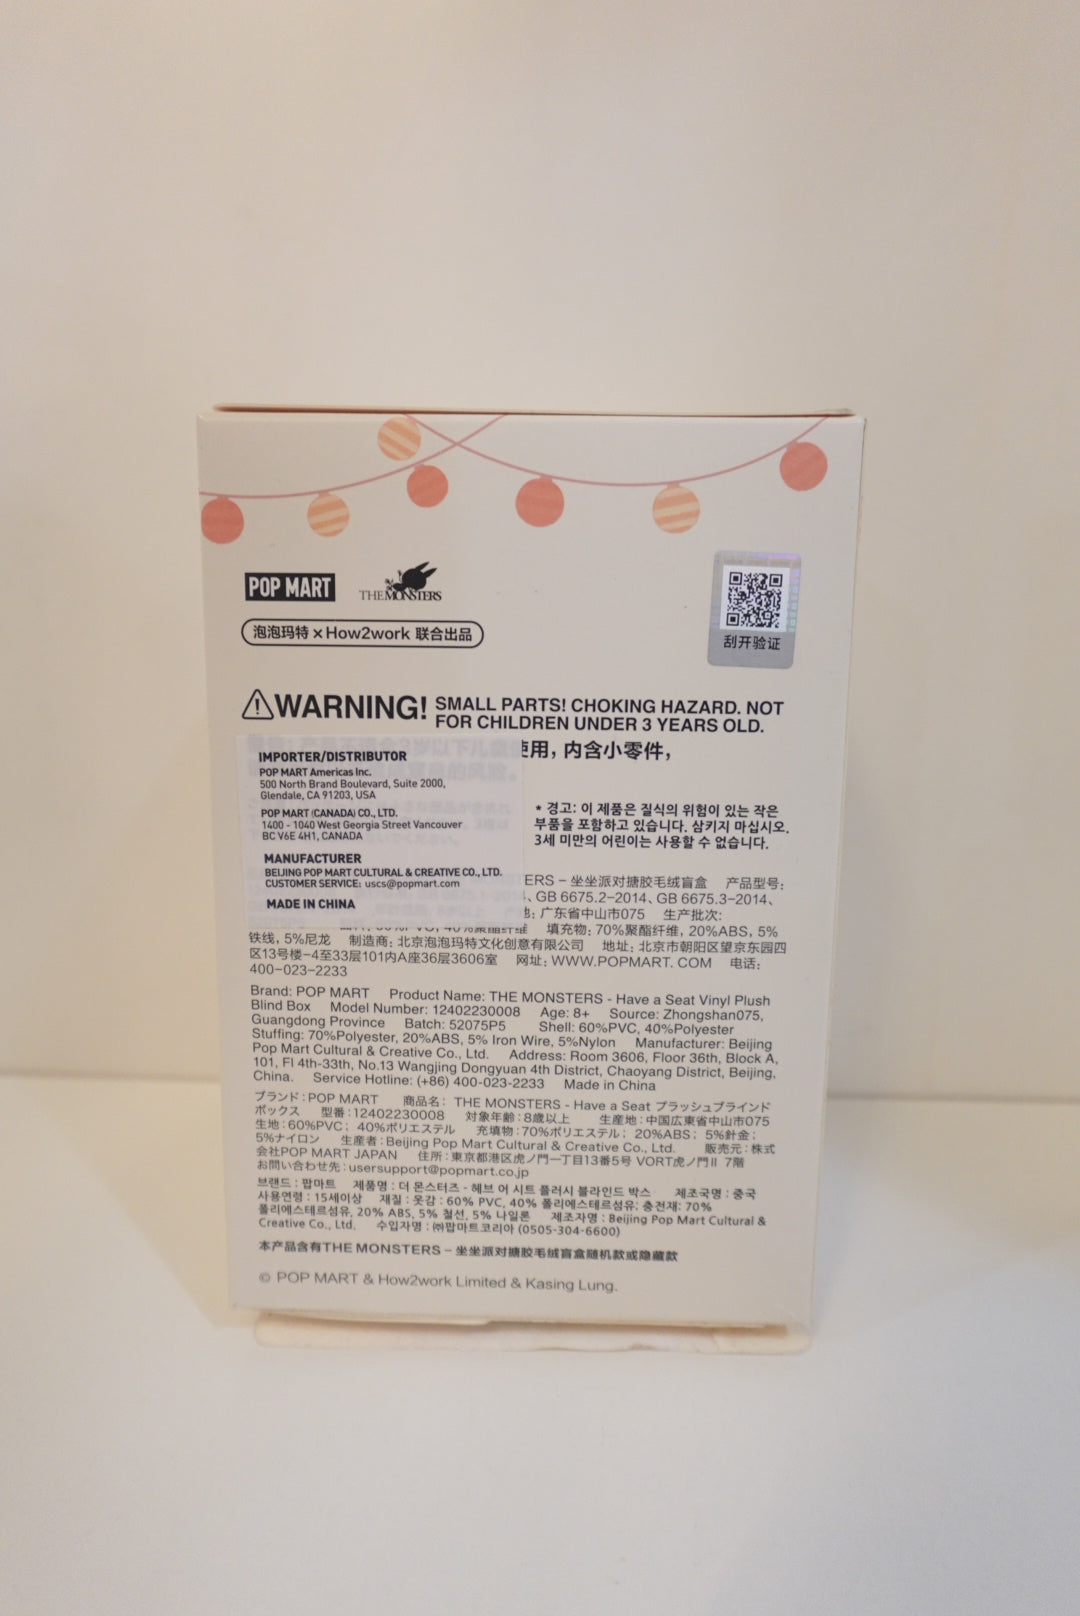 POP MART
THE MONSTERS
泡泡玛特×How2work 联合出品
刮开验证
WARNING! SMALL PARTS! CHOKING HAZARD. NOT
FOR CHILDREN UNDER 3 YEARS OLD.
使用，内含小零件，
IMPORTER/DISTRIBUTOR
POP MART Americas Inc.
500 North Brand Boulevard, Suite 2000,
Glendale, CA 91203, USA
POP MART (CANADA) CO., LTD.
1400 - 1040 West Georgia Street Vancouver
BC V6E 4H1, CANADA
MANUFACTURER
BEIJING POP MART CULTURAL & CREATIVE CO., LTD.
CUSTOMER SERVICE: uscs@popmart.com
MADE IN CHINA
* 경고: 이 제품은 질식의 위험이 있는 작은
부품을 포함하고 있습니다. 삼키지 마십시오.
3세 미만의 어린이는 사용할 수 없습니다.
ERS - 坐坐派对搪胶毛绒盲盒 产品型号:
、GB 6675.2-2014、GB 6675.3-2014、
地: 广东省中山市075 生产批次:
填充物: 70%聚酯纤维, 20%ABS, 5%
铁线, 5%尼龙 制造商: 北京泡泡玛特文化创意有限公司 地址: 北京市朝阳区望京东园四
区13号楼-4至33层101内A座36层3606室 网址: WWW.POPMART. COM 电话:
400-023-2233
Brand: POP MART Product Name: THE MONSTERS - Have a Seat Vinyl Plush
Blind Box Model Number: 12402230008 Age: 8+ Source: Zhongshan075,
Guangdong Province Batch: 52075P5 Shell: 60%PVC, 40%Polyester
Stuffing: 70%Polyester, 20%ABS, 5% Iron Wire, 5%Nylon Manufacturer: Beijing
Pop Mart Cultural & Creative Co., Ltd. Address: Room 3606, Floor 36th, Block A,
101, Fl 4th-33th, No.13 Wangjing Dongyuan 4th District, Chaoyang District, Beijing,
China. Service Hotline: (+86) 400-023-2233 Made in China
ブランド: POP MART 商品名: THE MONSTERS - Have a Seat プラッシュブラインド
ボックス 型番:12402230008 対象年齢:8歳以上 生産地:中国広東省中山市075
生地:60%PVC; 40%ポリエステル 充填物:70%ポリエステル; 20%ABS; 5%針金;
5%ナイロン 生産者:Beijing Pop Mart Cultural & Creative Co., Ltd. 販売元:株式
会社POP MART JAPAN 住所:東京都港区虎ノ門一丁目13番5号 VORT虎ノ門Ⅱ 7階
お問い合わせ先:usersupport@popmart.co.jp
브랜드 : 팝마트 제품명 : 더 몬스터즈 - 헤브 어 시트 플러시 블라인드 박스 제조국명 : 중국
사용연령 : 15세이상 재질 : 옷감 : 60% PVC, 40% 폴리에스테르섬유; 충전재: 70%
폴리에스테르섬유, 20% ABS, 5% 철선, 5% 나일론 제조자명 : Beijing Pop Mart Cultural &
Creative Co., Ltd. 수입자명 : ㈜팝마트코리아 (0505-304-6600)
本产品含有THE MONSTERS - 坐坐派对搪胶毛绒盲盒随机款或隐藏款
© POP MART & How2work Limited & Kasing Lung.